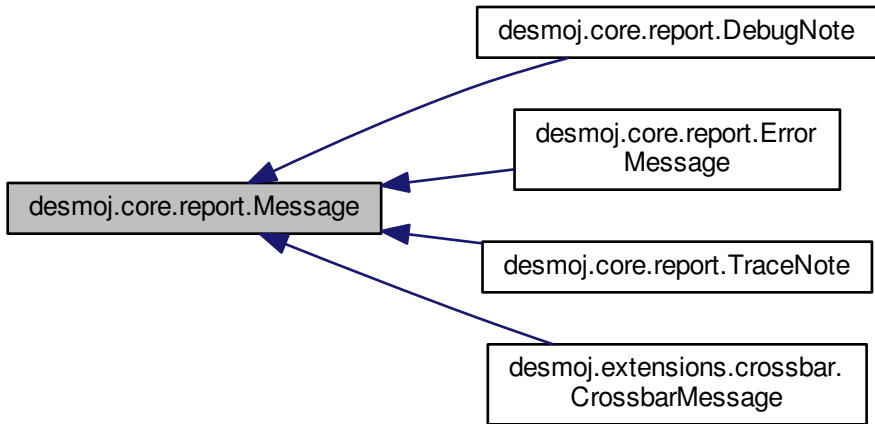 desmoj.core.report.DebugNote
desmoj.core.report.Error
Message
desmoj.core.report.Message
desmoj.core.report.TraceNote
desmoj.extensions.crossbar.
CrossbarMessage